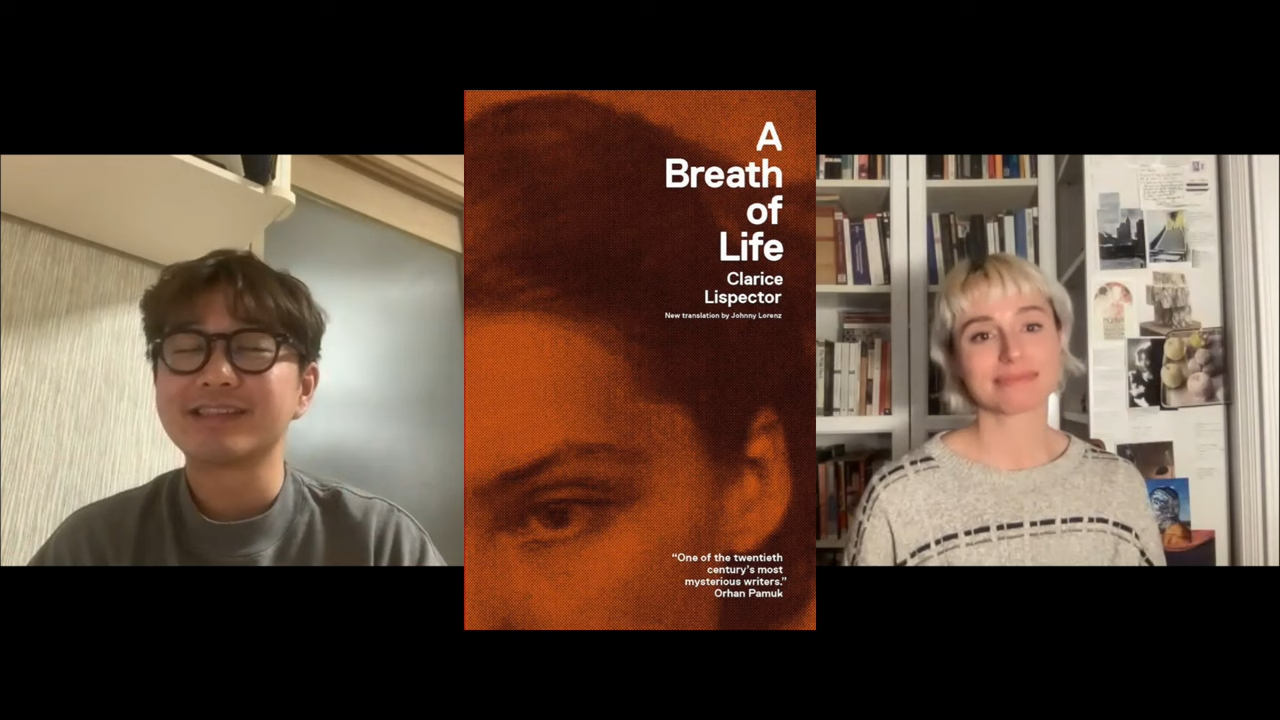 A
Breath
of
Life
Clarice
Lispector
New translation by Johnny Lorenz
“One of the twentieth
century’s most
mysterious writers.”
Orhan Pamuk